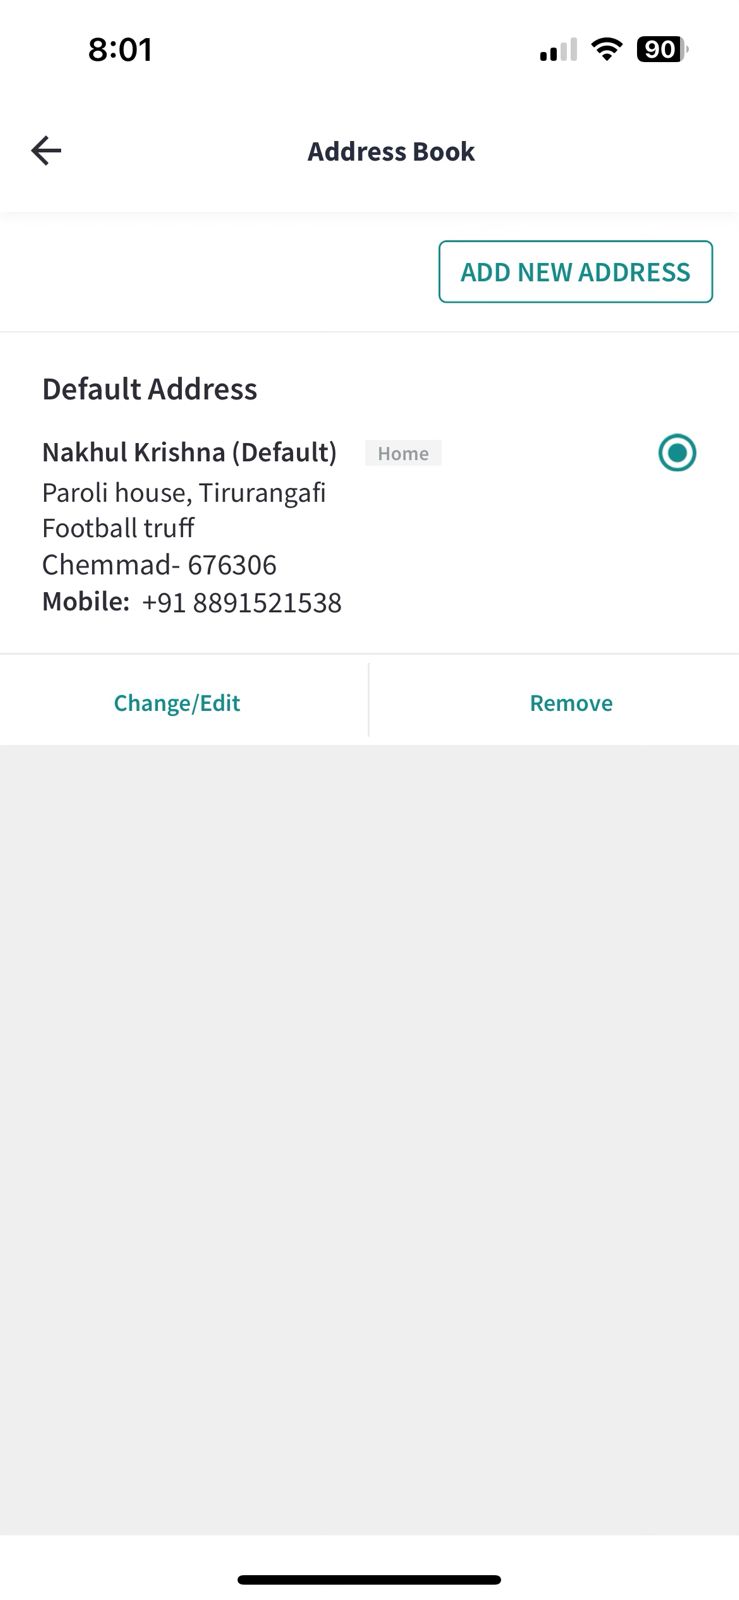 8:01
90
Address Book
ADD NEW ADDRESS
Default Address
Nakhul Krishna (Default) Home
Paroli house, Tirurangafi
Football truff
Chemmad- 676306
Mobile: +91 8891521538
Change/Edit Remove